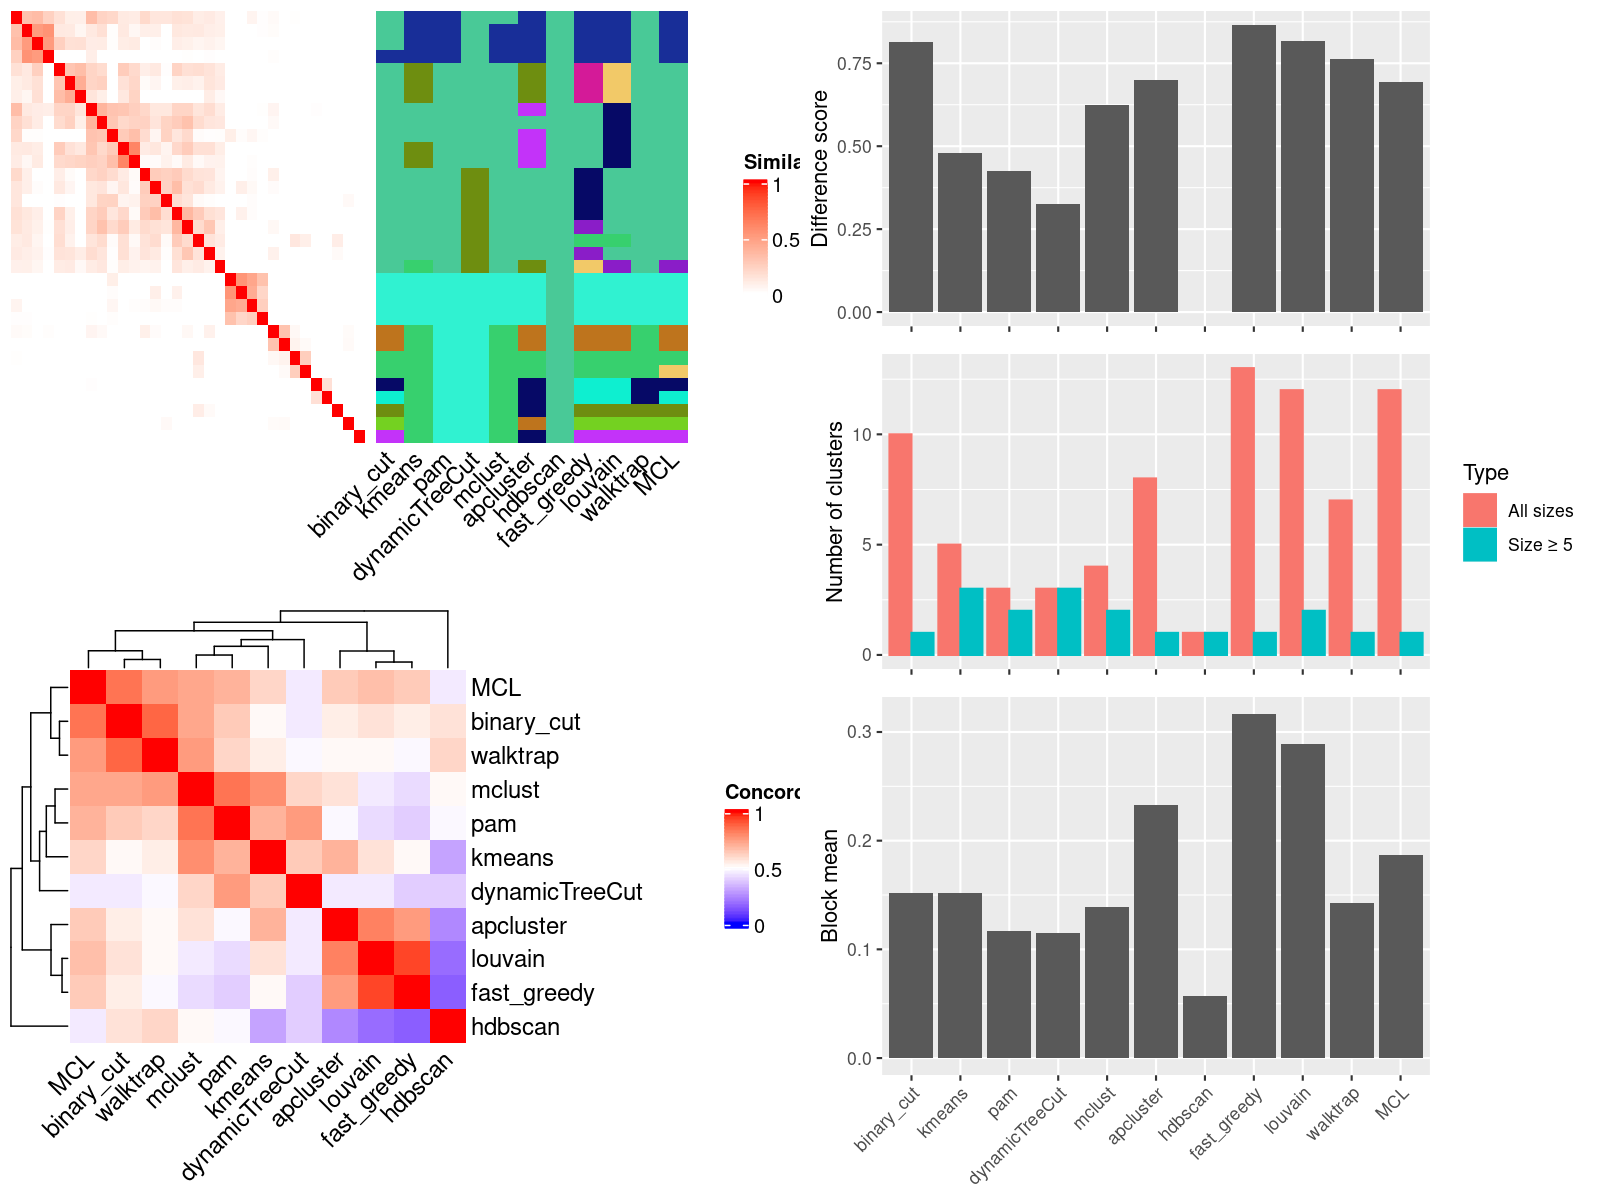 Simila
1
0.5
0
binary_cut
kmeans
pam
dynamicTreeCut
mclust
apcluster
hdbscan
fast_greedy
louvain
walktrap
MCL
MCL
binary_cut
walktrap
mclust
pam
kmeans
dynamicTreeCut
apcluster
louvain
fast_greedy
hdbscan
MCL
binary_cut
walktrap
mclust
pam
kmeans
dynamicTreeCut
apcluster
louvain
fast_greedy
hdbscan
Concord
1
0.5
0
Difference score
0.75
0.50
0.25
0.00
Number of clusters
10
5
0
Type
All sizes
Size ≥ 5
Block mean
0.3
0.2
0.1
0.0
binary_cut
kmeans
pam
dynamicTreeCut
mclust
apcluster
hdbscan
fast_greedy
louvain
walktrap
MCL